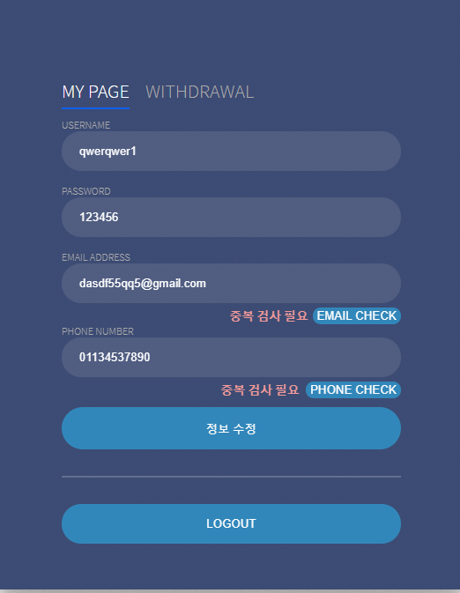 MY PAGE WITHDRAWAL
USERNAME
qwerqwer1
PASSWORD
123456
EMAIL ADDRESS
dasdf55qq5@gmail.com
중복 검사 필요 EMAIL CHECK
PHONE NUMBER
01134537890
중복 검사 필요 PHONE CHECK
정보 수정
LOGOUT